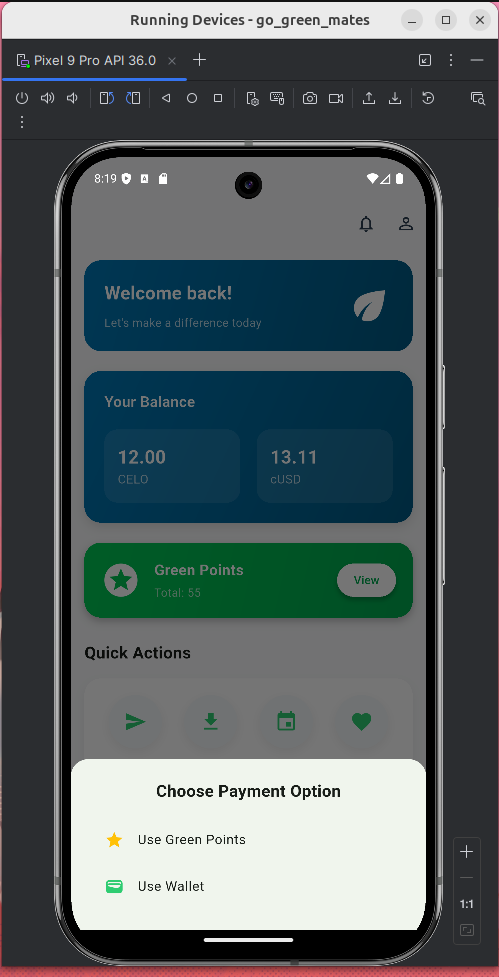 Running Devices - go_green_mates
Pixel 9 Pro API 36.0
8:19
Welcome back!
Let's make a difference today
Your Balance
12.00
CELO
13.11
cUSD
Green Points
Total: 55
View
Quick Actions
Choose Payment Option
Use Green Points
Use Wallet
1:1